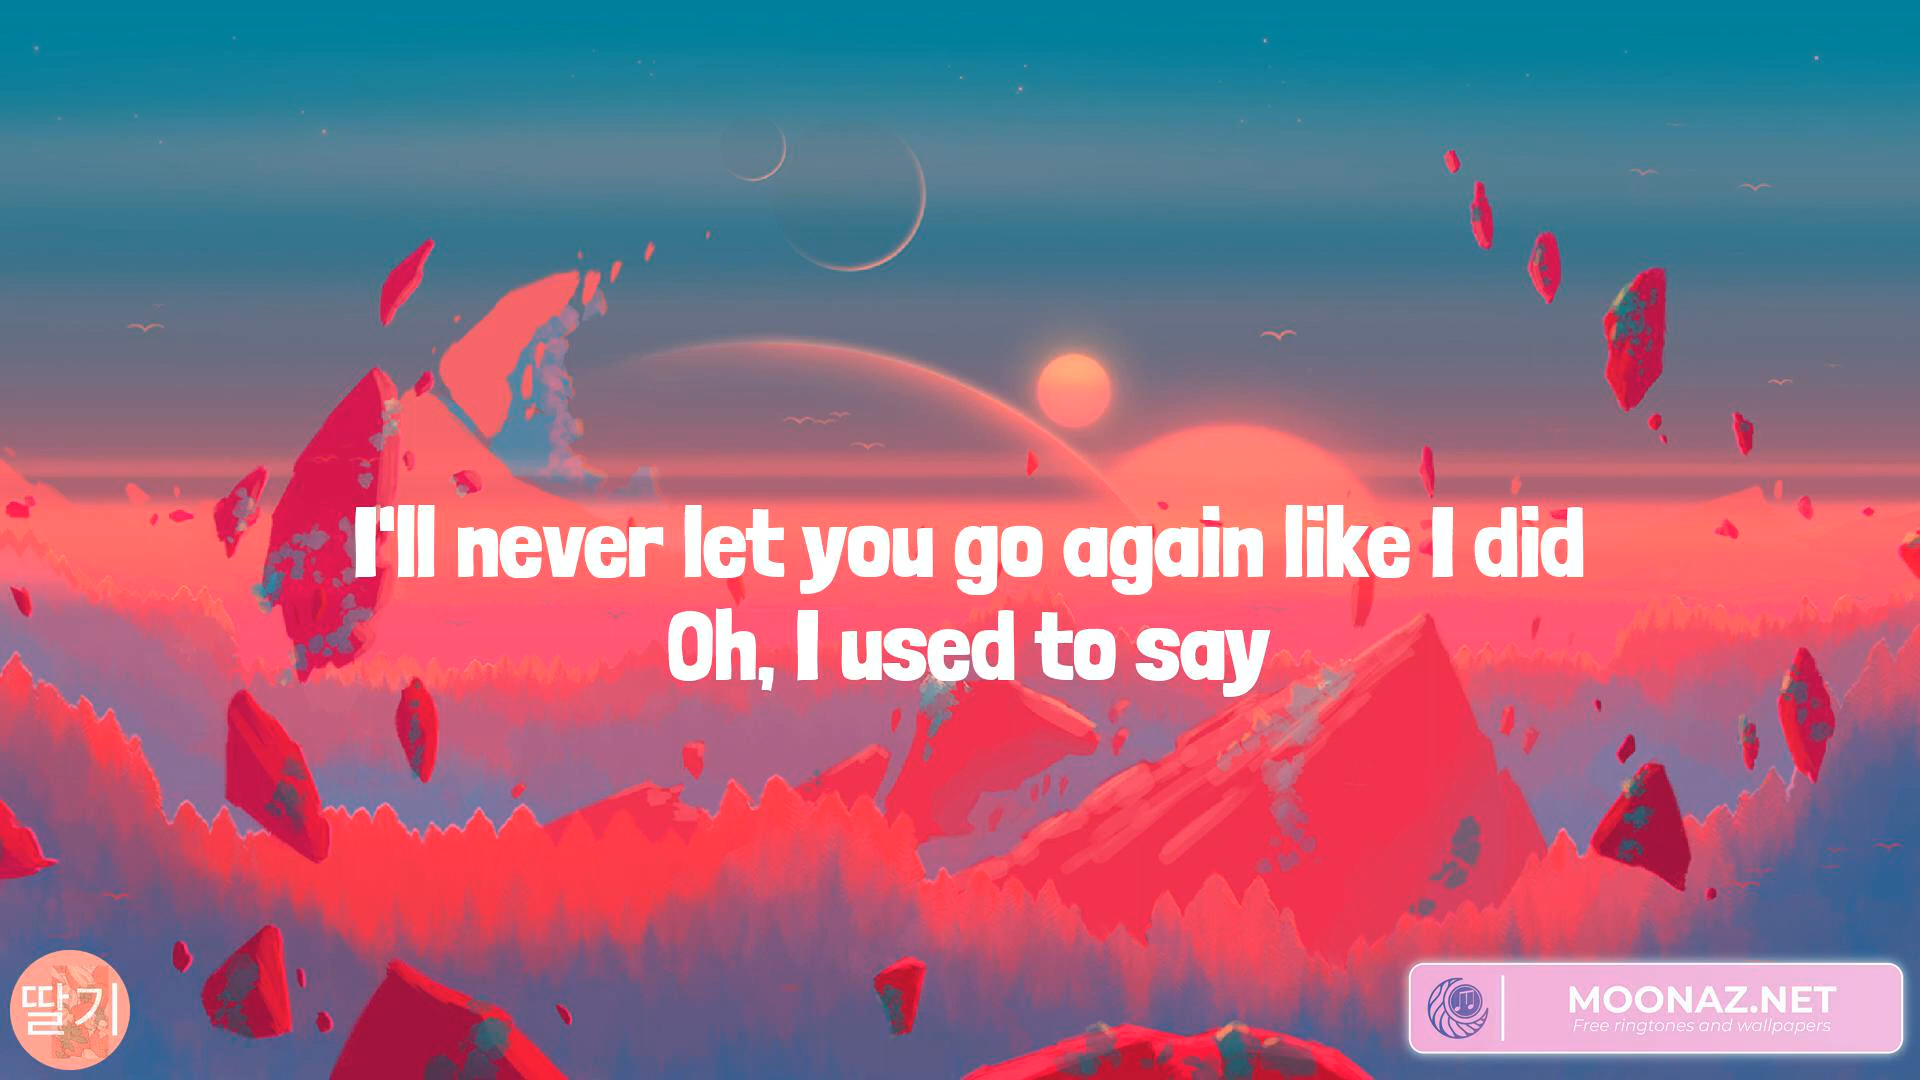 I'll never let you go again like I did
Oh, I used to say
딸기
MOONAZ.NET
Free ringtones and wallpapers